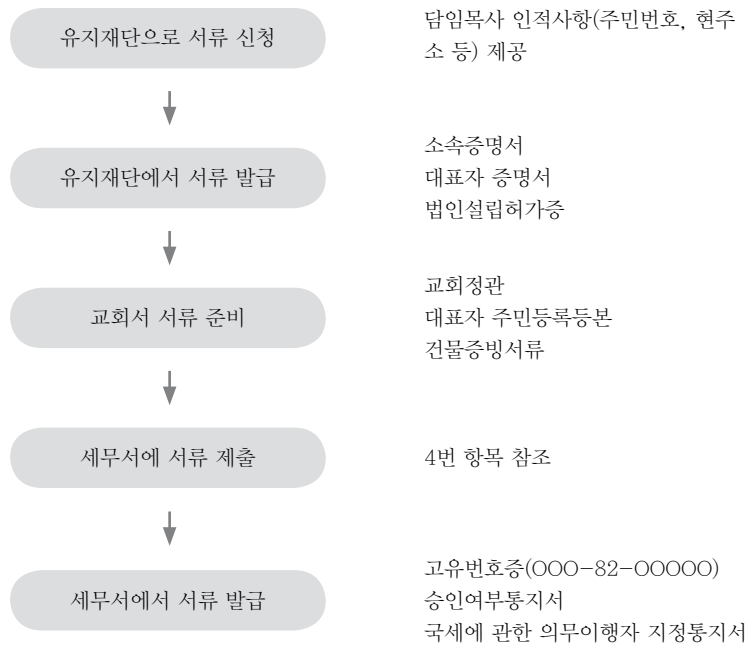 유지재단으로 서류 신청
담임목사 인적사항(주민번호, 현주
소 등) 제공
유지재단에서 서류 발급
소속증명서
대표자 증명서
법인설립허가증
교회서 서류 준비
교회정관
대표자 주민등록등본
건물증빙서류
세무서에 서류 제출
4번 항목 참조
세무서에서 서류 발급
고유번호증(OOO-82-OOOOO)
승인여부통지서
국세에 관한 의무이행자 지정통지서